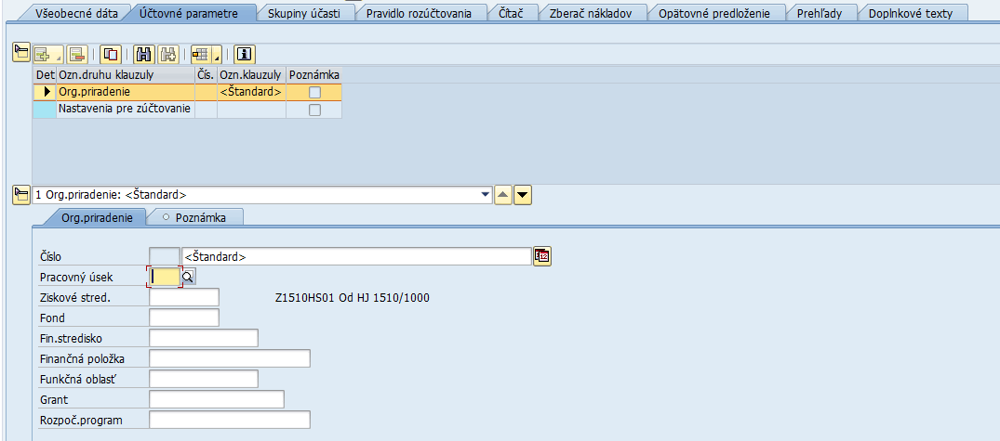 Všeobecné dáta Účtovné parametre Skupiny účasti Pravidlo rozúčtovania Čítač Zberač nákladov Opätovné predloženie Prehľady Doplnkové texty
Det Ozn.druhu klauzuly Čís. Ozn.klauzuly Poznámka
Org.priradenie <Štandard>
Nastavenia pre zúčtovanie
1 Org.priradenie: <Štandard>
Org.priradenie Poznámka
Číslo <Štandard>
Pracovný úsek
Ziskové stred. Z1510HS01 Od HJ 1510/1000
Fond
Fin.stredisko
Finančná položka
Funkčná oblasť
Grant
Rozpoč.program